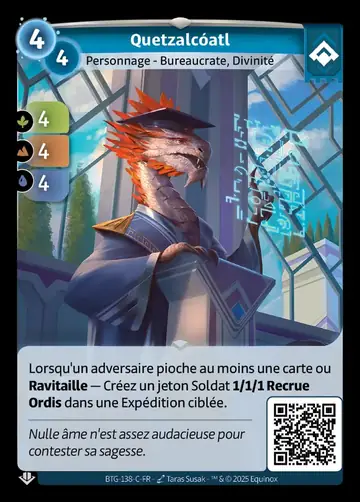 4
Quetzalcóatl
4
Personnage - Bureaucrate, Divinité
4
4
4
Lorsqu'un adversaire pioche au moins une carte ou
Ravitaille — Créez un jeton Soldat 1/1/1 Recrue
Ordis dans une Expédition ciblée.
Nulle âme n'est assez audacieuse pour
contester sa sagesse.
BTG-138-C-FR - Taras Susak - ™ & © 2025 Equinox